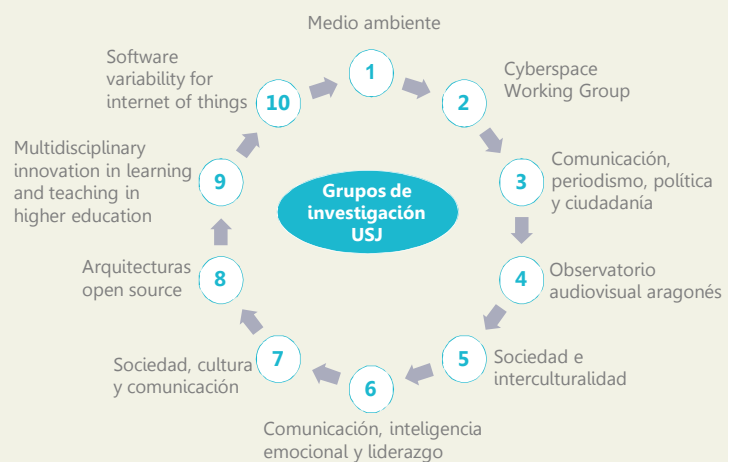 Grupos de
investigación
USJ
1
Medio ambiente
2
Cyberspace
Working Group
3
Comunicación,
periodismo, política
y ciudadanía
4
Observatorio
audiovisual aragonés
5
Sociedad e
interculturalidad
6
Comunicación, inteligencia
emocional y liderazgo
7
Sociedad, cultura
y comunicación
8
Arquitecturas
open source
9
Multidisciplinary
innovation in learning
and teaching in
higher education
10
Software
variability for
internet of things